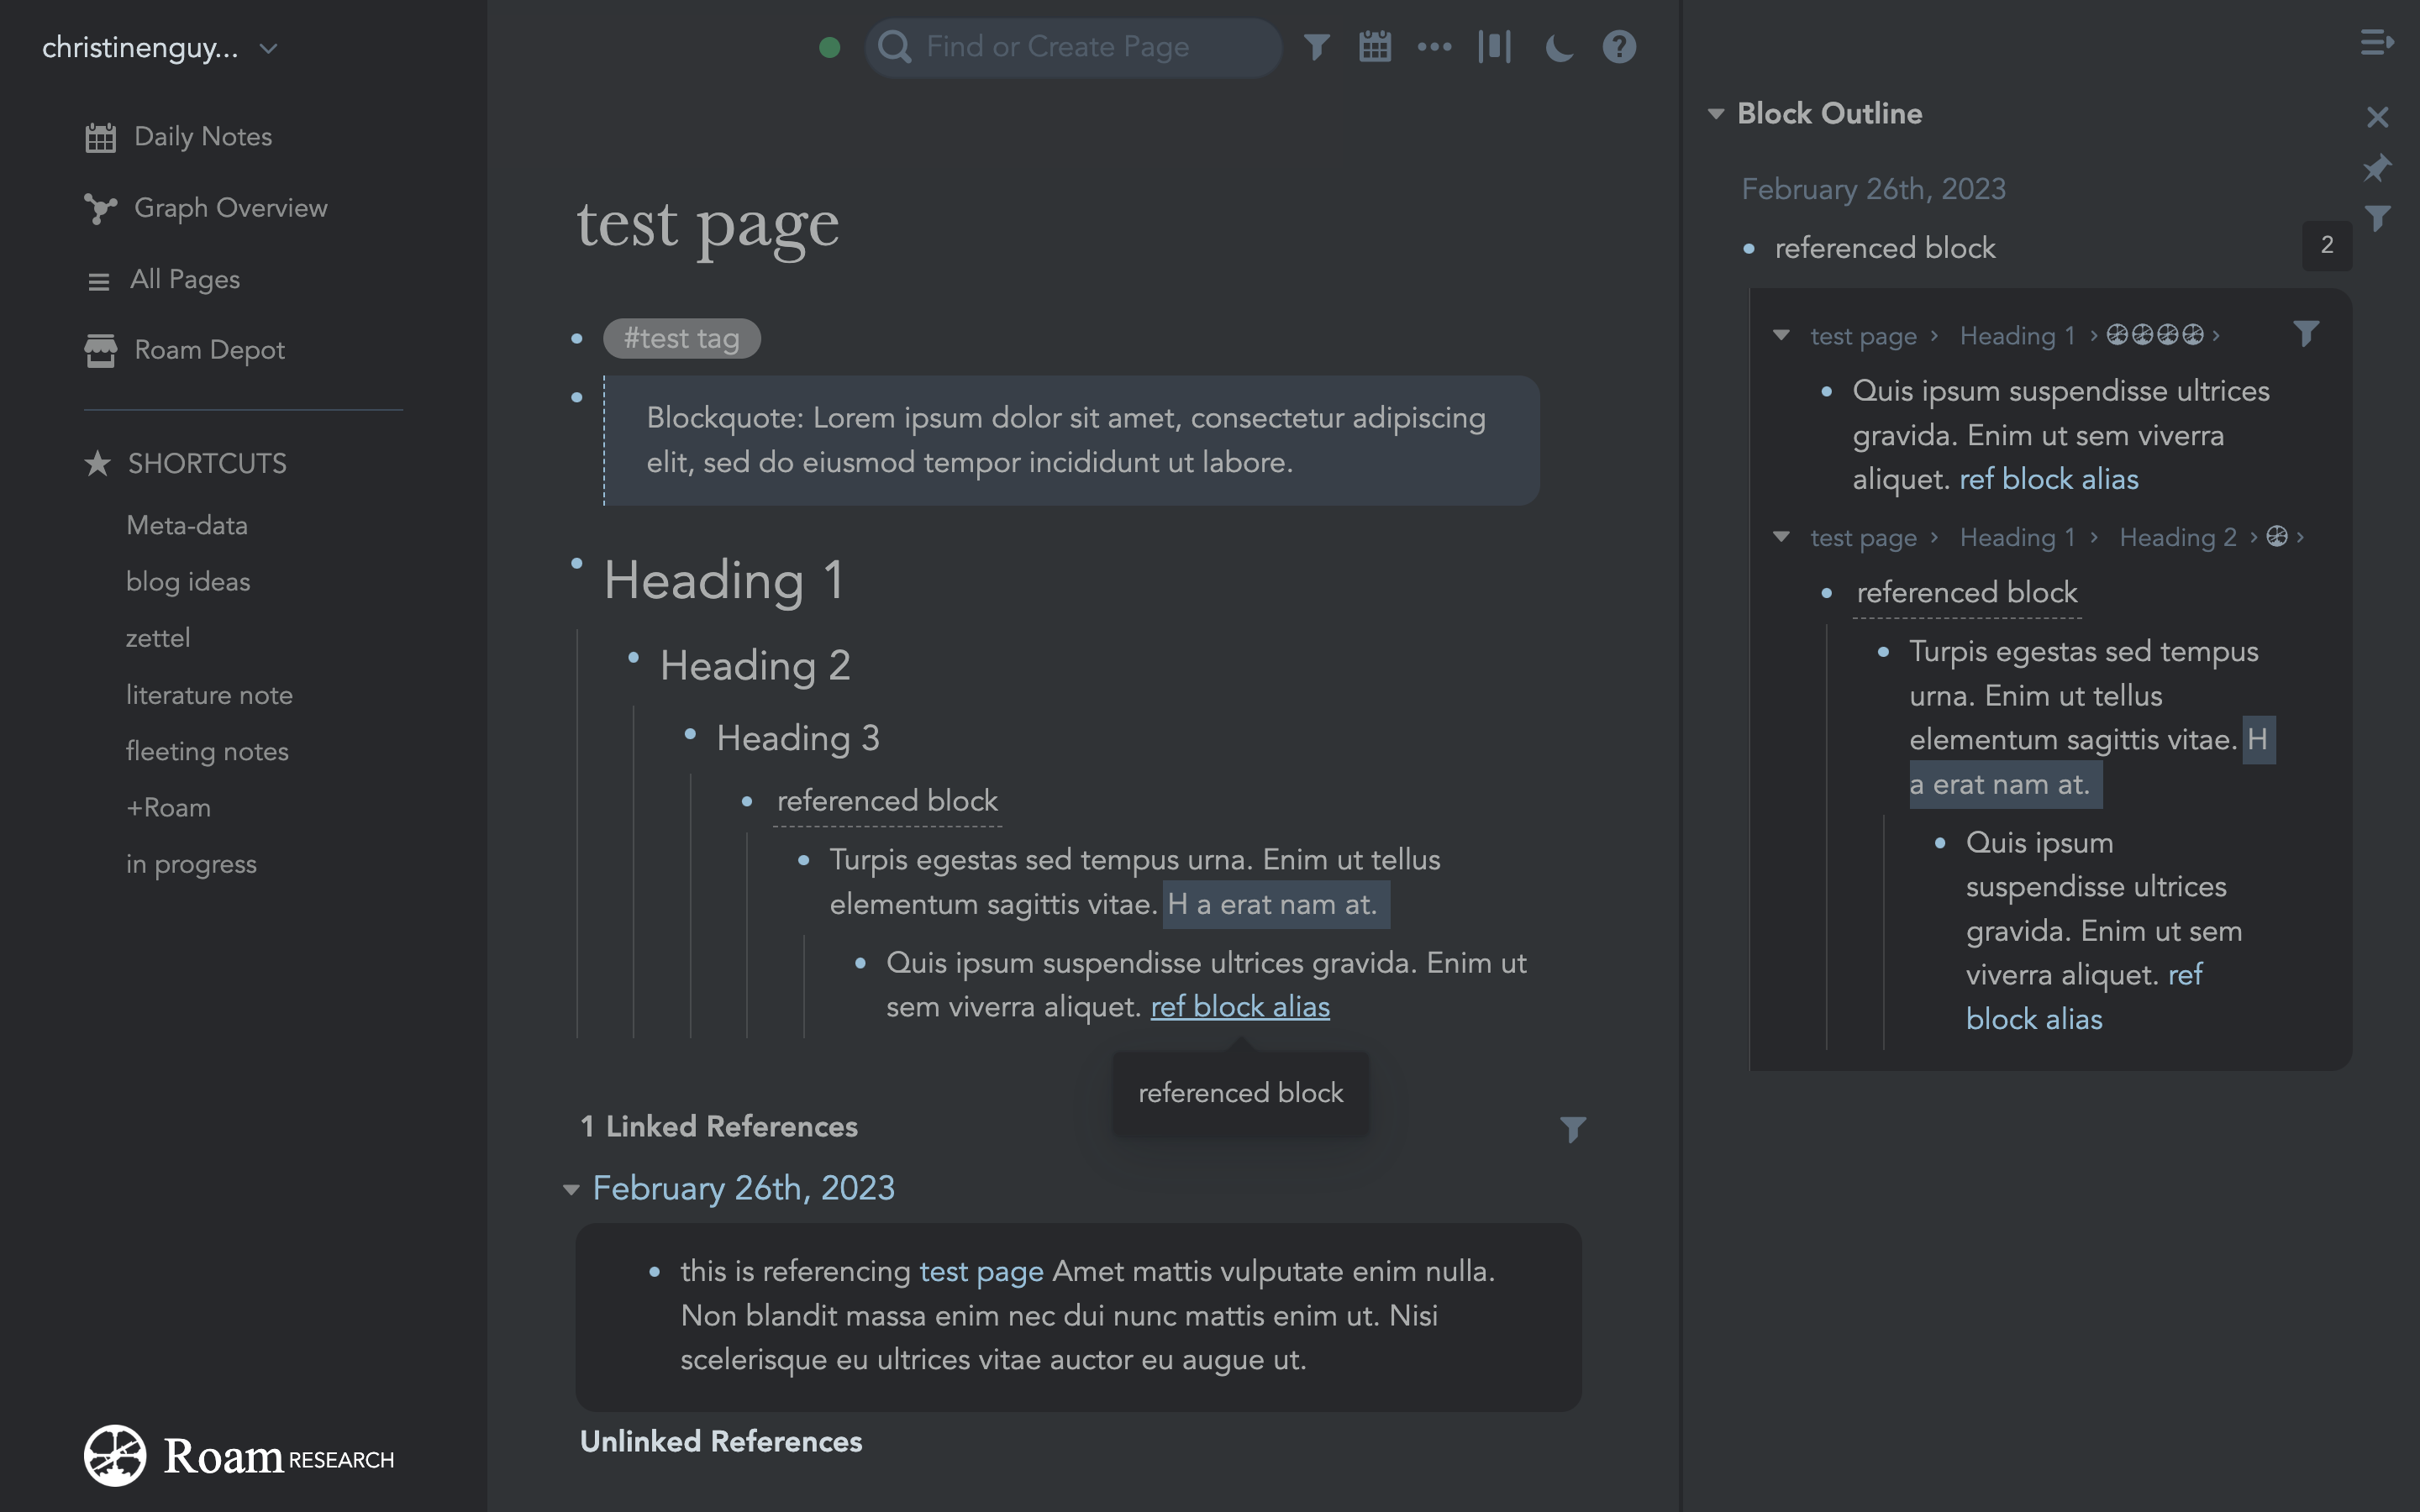 christinenguy...
Daily Notes
Graph Overview
All Pages
Roam Depot
SHORTCUTS
Meta-data
blog ideas
zettel
literature note
fleeting notes
+Roam
in progress
Roam RESEARCH
Find or Create Page
test page
#test tag
Blockquote: Lorem ipsum dolor sit amet, consectetur adipiscing
elit, sed do eiusmod tempor incididunt ut labore.
Heading 1
Heading 2
Heading 3
referenced block
Turpis egestas sed tempus urna. Enim ut tellus
elementum sagittis vitae. H a erat nam at.
Quis ipsum suspendisse ultrices gravida. Enim ut
sem viverra aliquet. ref block alias
referenced block
1 Linked References
February 26th, 2023
this is referencing test page Amet mattis vulputate enim nulla.
Non blandit massa enim nec dui nunc mattis enim ut. Nisi
scelerisque eu ultrices vitae auctor eu augue ut.
Unlinked References
Block Outline
February 26th, 2023
referenced block
2
test page › Heading 1 › ›
Quis ipsum suspendisse ultrices
gravida. Enim ut sem viverra
aliquet. ref block alias
test page › Heading 1 › Heading 2 › ›
referenced block
Turpis egestas sed tempus
urna. Enim ut tellus
elementum sagittis vitae. H
a erat nam at.
Quis ipsum
suspendisse ultrices
gravida. Enim ut sem
viverra aliquet. ref
block alias